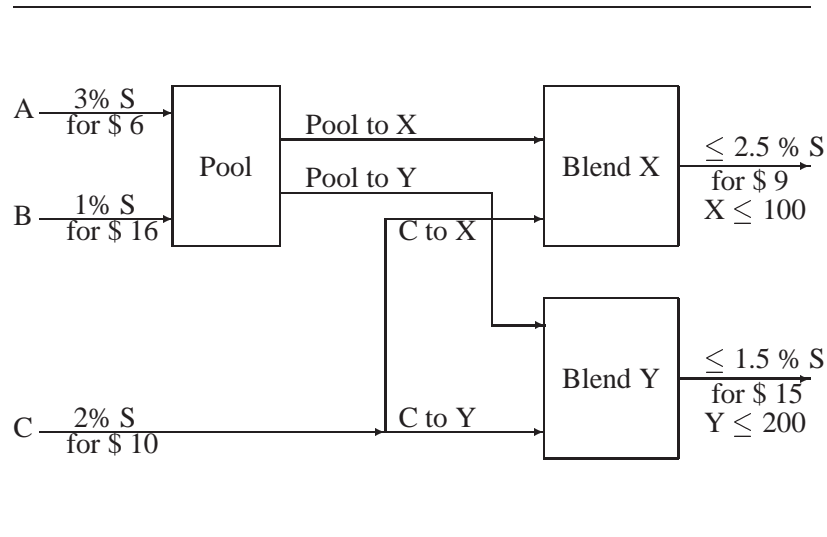 A
3% S
for $ 6
B
1% S
for $ 16
Pool
Pool to X
Pool to Y
C to X
Blend X
≤ 2.5 % S
for $ 9
X ≤ 100
C
2% S
for $ 10
C to Y
Blend Y
≤ 1.5 % S
for $ 15
Y ≤ 200